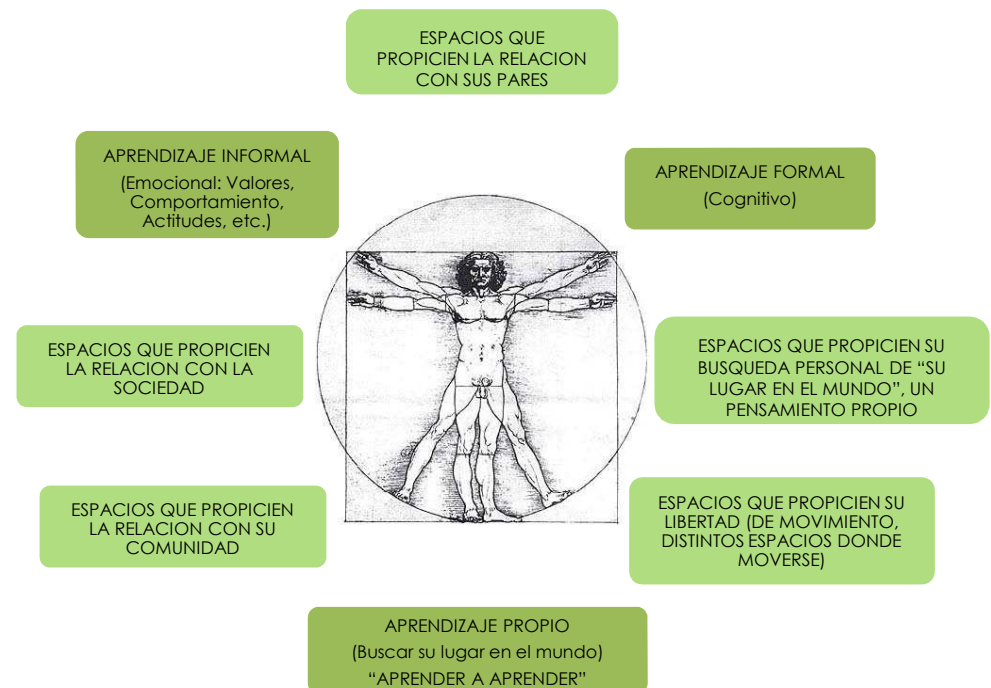 ESPACIOS QUE
PROPICIEN LA RELACION
CON SUS PARES
APRENDIZAJE INFORMAL
(Emocional: Valores,
Comportamiento,
Actitudes, etc.)
APRENDIZAJE FORMAL
(Cognitivo)
ESPACIOS QUE PROPICIEN
LA RELACION CON LA
SOCIEDAD
ESPACIOS QUE PROPICIEN SU
BUSQUEDA PERSONAL DE “SU
LUGAR EN EL MUNDO”, UN
PENSAMIENTO PROPIO
ESPACIOS QUE PROPICIEN
LA RELACION CON SU
COMUNIDAD
ESPACIOS QUE PROPICIEN SU
LIBERTAD (DE MOVIMIENTO,
DISTINTOS ESPACIOS DONDE
MOVERSE)
APRENDIZAJE PROPIO
(Buscar su lugar en el mundo)
“APRENDER A APRENDER”